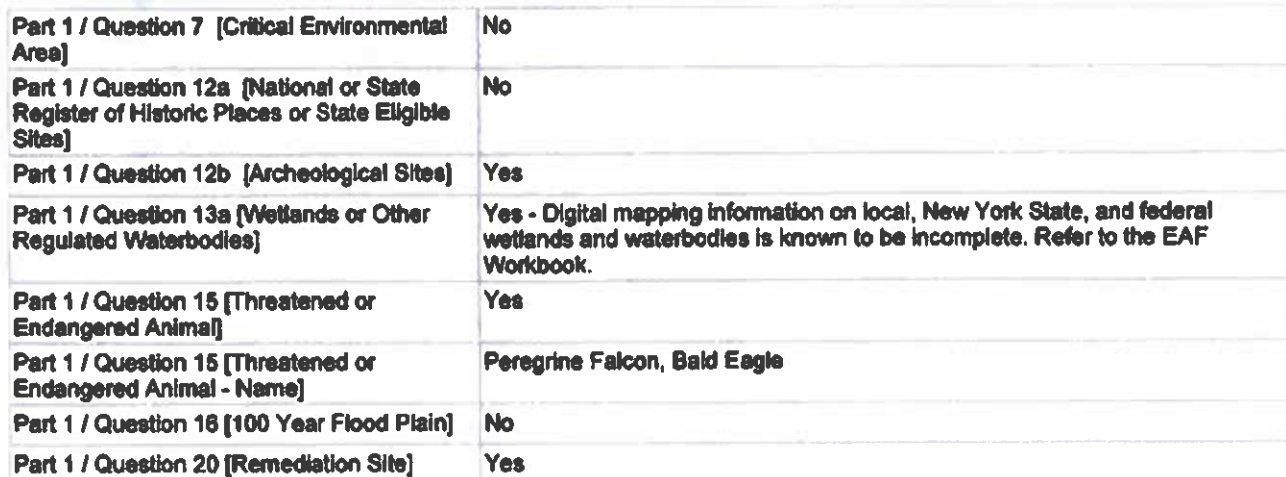 Part 1 / Question 7 [Critical Environmental Area]
No
Part 1 / Question 12a [National or State Register of Historic Places or State Eligible Sites]
No
Part 1 / Question 12b [Archeological Sites]
Yes
Part 1 / Question 13a [Wetlands or Other Regulated Waterbodies]
Yes - Digital mapping information on local, New York State, and federal
wetlands and waterbodies is known to be incomplete. Refer to the EAF
Workbook.
Part 1 / Question 15 [Threatened or Endangered Animal]
Yes
Part 1 / Question 15 [Threatened or Endangered Animal - Name]
Peregrine Falcon, Bald Eagle
Part 1 / Question 16 [100 Year Flood Plain]
No
Part 1 / Question 20 [Remediation Site]
Yes